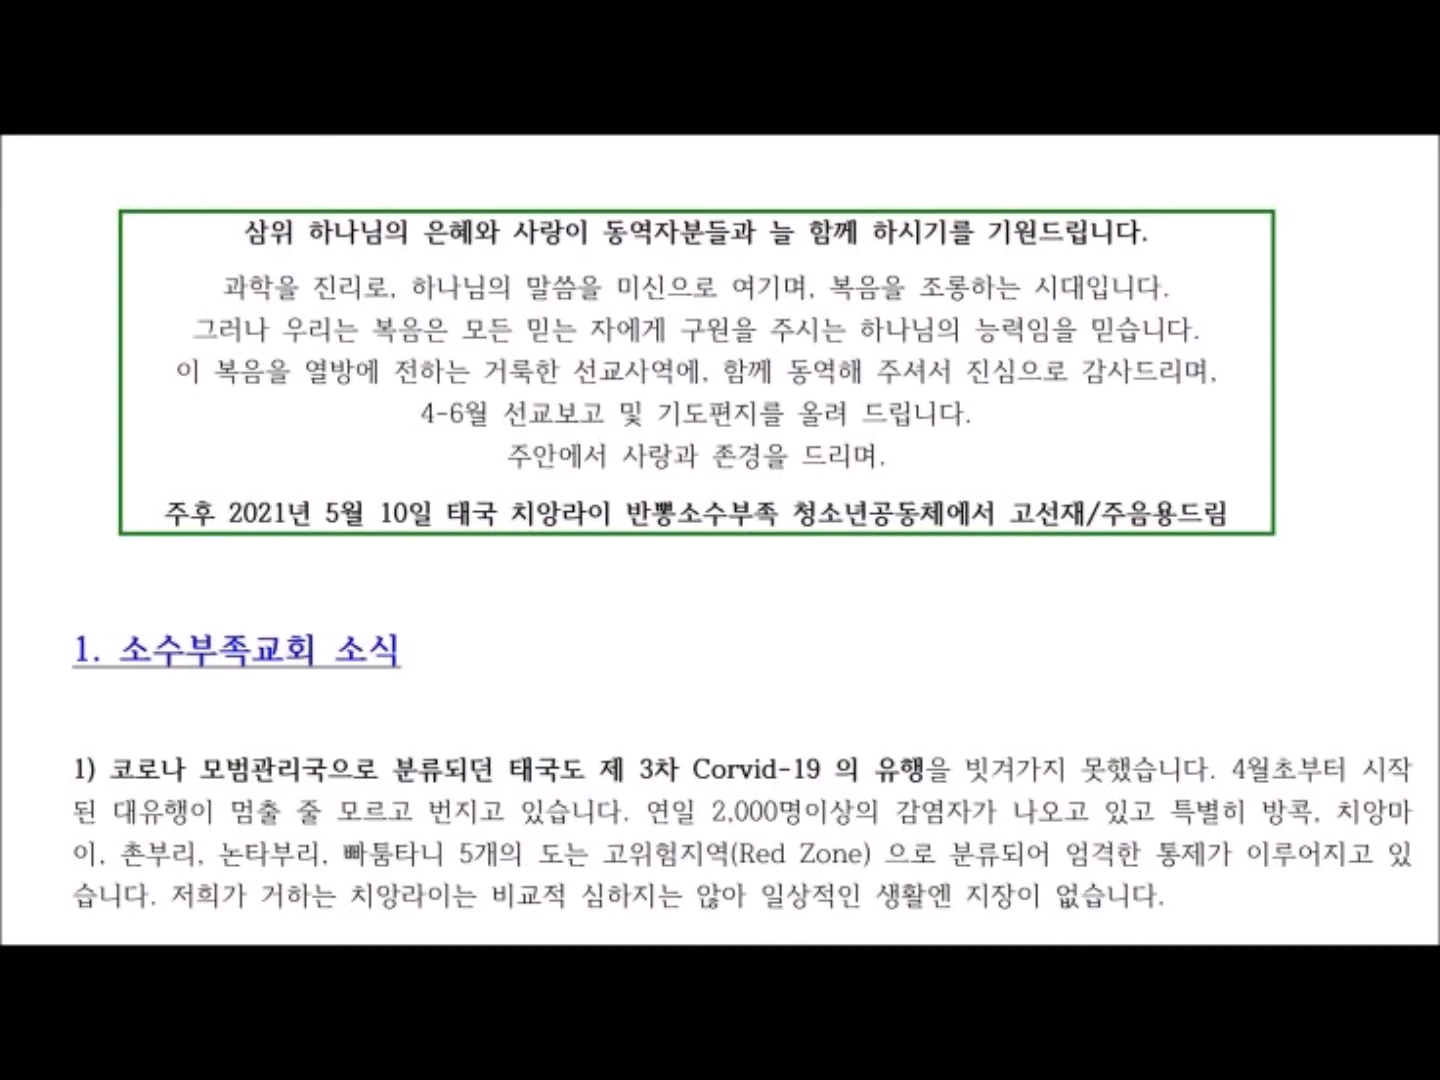 삼위 하나님의 은혜와 사랑이 동역자분들과 늘 함께 하시기를 기원드립니다.
과학을 진리로, 하나님의 말씀을 미신으로 여기며, 복음을 조롱하는 시대입니다.
그러나 우리는 복음은 모든 믿는 자에게 구원을 주시는 하나님의 능력임을 믿습니다.
이 복음을 열방에 전하는 거룩한 선교사역에, 함께 동역해 주셔서 진심으로 감사드리며,
4-6월 선교보고 및 기도편지를 올려 드립니다.
주안에서 사랑과 존경을 드리며,
주후 2021년 5월 10일 태국 치앙라이 반뽕소수부족 청소년공동체에서 고선재/주음용드림
1. 소수부족교회 소식
1) 코로나 모범관리국으로 분류되던 태국도 제 3차 Corvid-19 의 유행을 빗겨가지 못했습니다. 4월초부터 시작
된 대유행이 멈출 줄 모르고 번지고 있습니다. 연일 2,000명이상의 감염자가 나오고 있고 특별히 방콕, 치앙마
이, 촌부리, 논타부리, 빠툼타니 5개의 도는 고위험지역(Red Zone) 으로 분류되어 엄격한 통제가 이루어지고 있
습니다. 저희가 거하는 치앙라이는 비교적 심하지는 않아 일상적인 생활엔 지장이 없습니다.